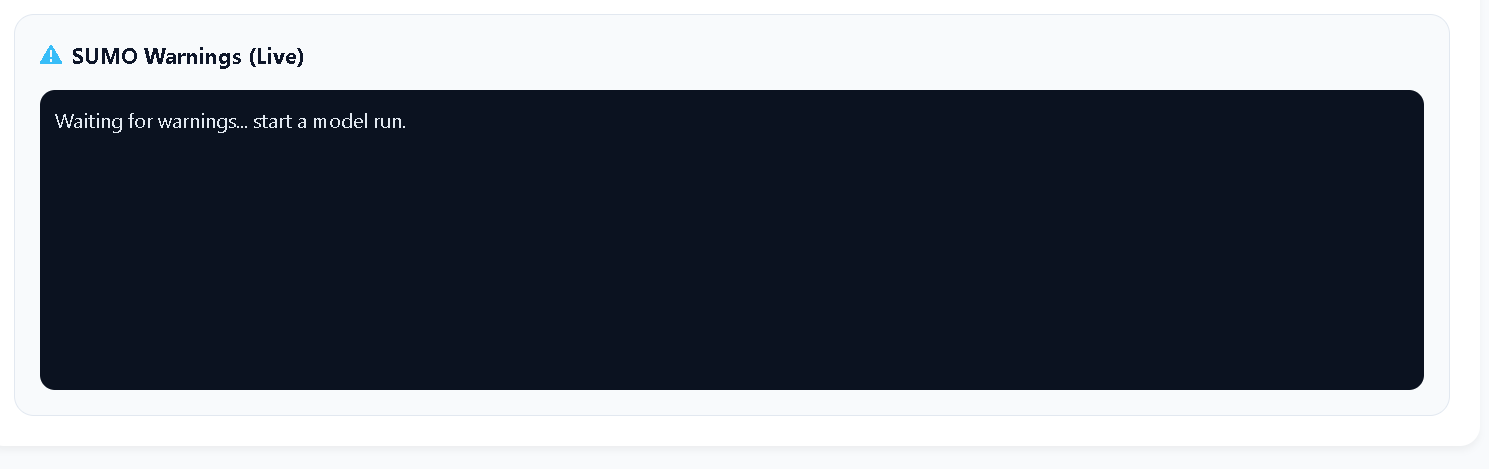 SUMO Warnings (Live)
Waiting for warnings... start a model run.